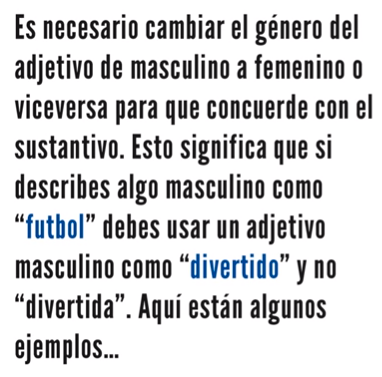 Es necesario cambiar el género del
adjetivo de masculino a femenino o
viceversa para que concuerde con el
sustantivo. Esto significa que si
describes algo masculino como
“futbol” debes usar un adjetivo
masculino como “divertido” y no
“divertida”. Aquí están algunos
ejemplos...